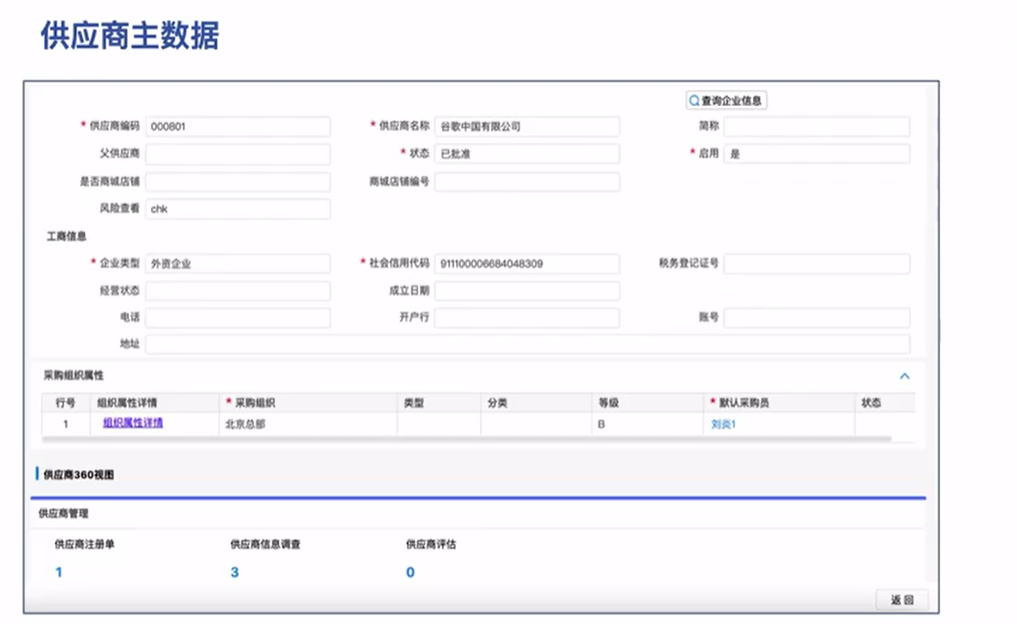 供应商主数据
查询企业信息
* 供应商编码 000801 * 供应商名称 谷歌中国有限公司 简称
父供应商 * 状态 已批准 * 启用 是
是否商城店铺 商城店铺编号
风险查看 chk
工商信息
* 企业类型 外资企业 * 社会信用代码 911100006684048309 税务登记证号
经营状态 成立日期
电话 开户行 账号
地址
采购组织属性
行号 组织属性详情 * 采购组织 类型 分类 等级 * 默认采购员 状态
1 组织属性详情 北京总部 B 刘炎1
供应商360视图
供应商管理
供应商注册单 供应商信息调查 供应商评估
1 3 0
返回